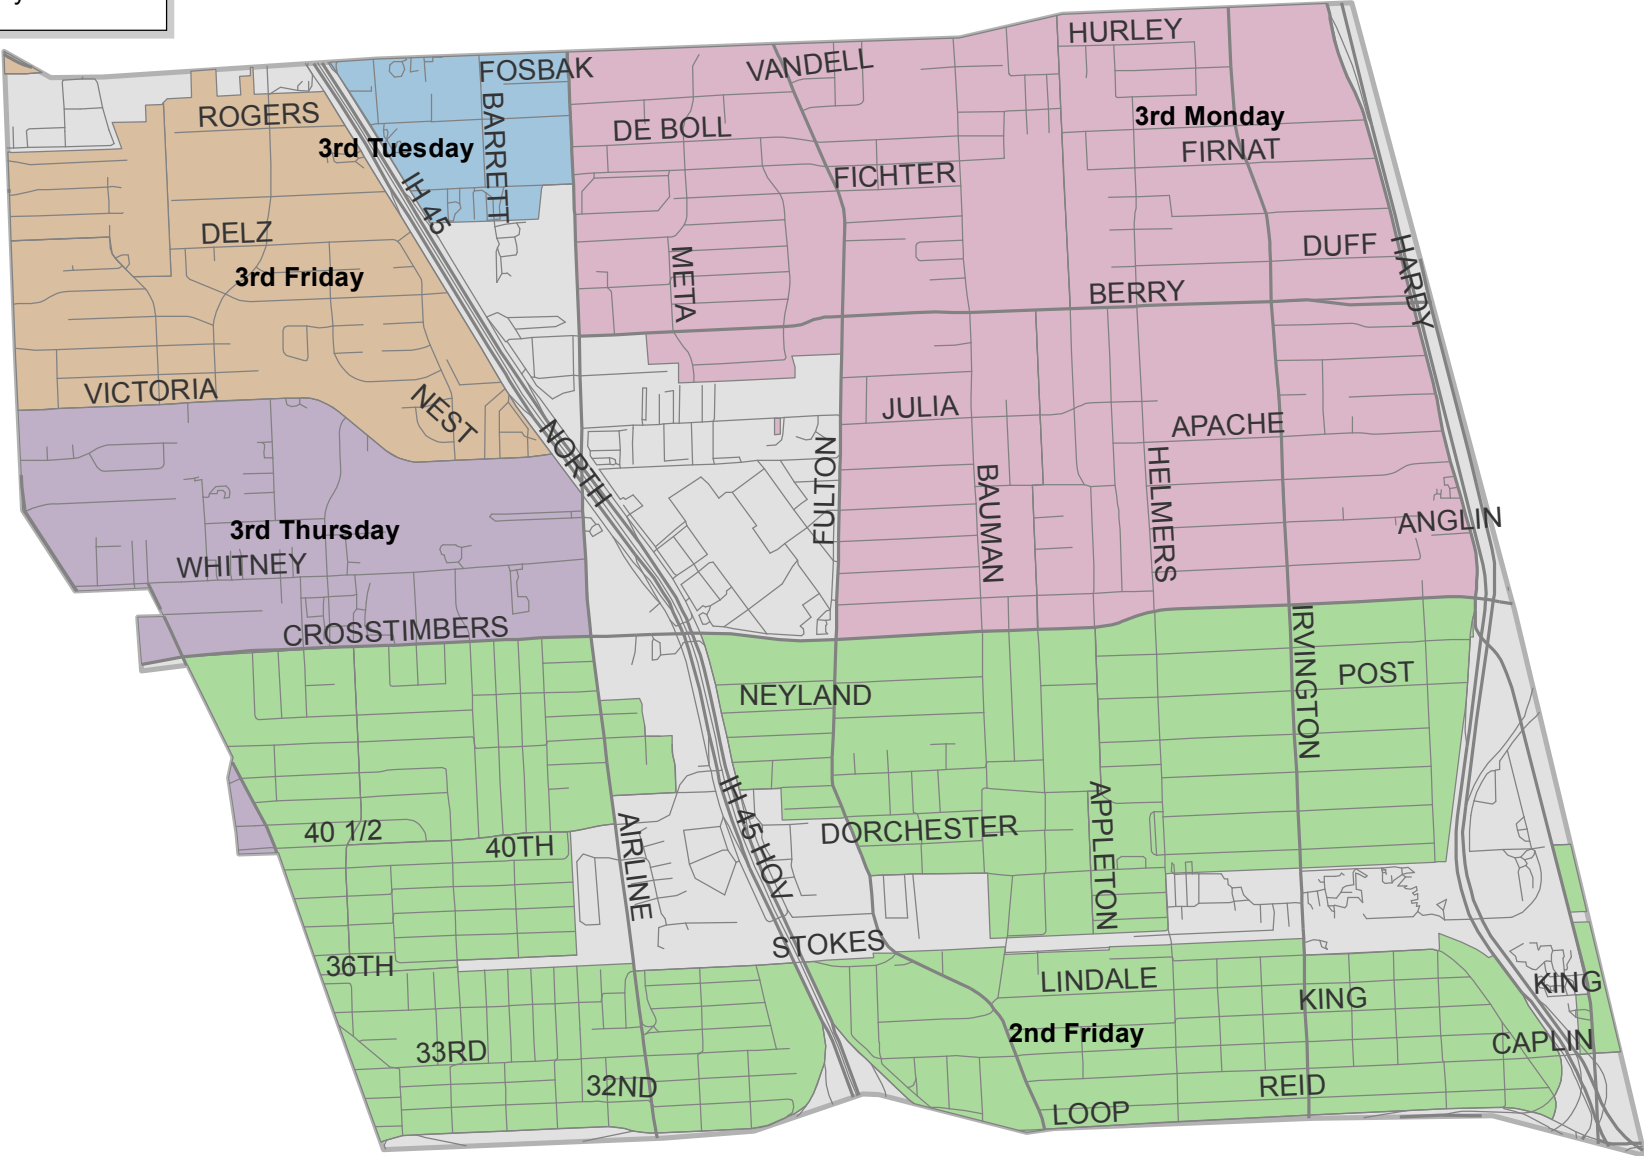 HURLEY
FOSBAK
VANDELL
ROGERS
BARRETT
DE BOLL
3rd Monday
3rd Tuesday
FIRNAT
IH 45
FICHTER
DELZ
DUFF
HARDY
3rd Friday
META
BERRY
VICTORIA
NEST
JULIA
APACHE
NORTH
FULTON
BAUMAN
HELMERS
3rd Thursday
ANGLIN
WHITNEY
CROSSTIMBERS
IRVINGTON
POST
NEYLAND
IH 45 HOV
APPLETON
40 1/2
40TH
AIRLINE
DORCHESTER
STOKES
36TH
LINDALE
KING
KING
2nd Friday
33RD
CAPLIN
32ND
REID
LOOP